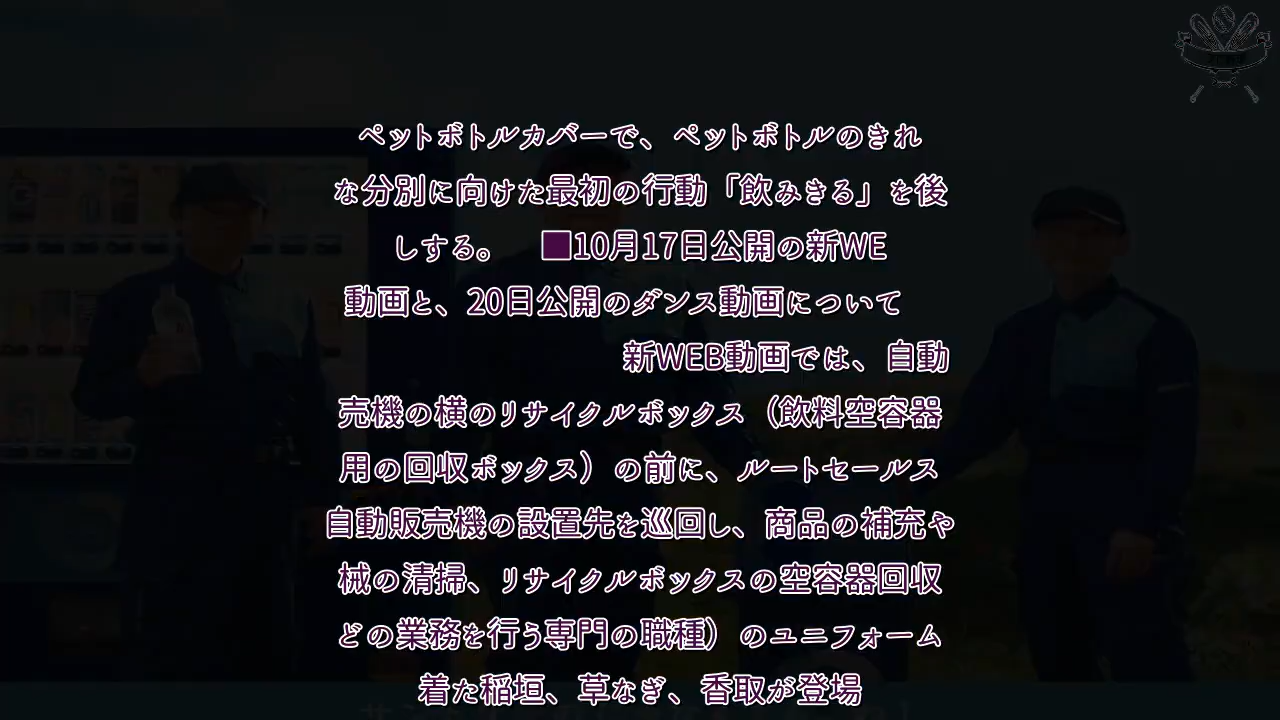 ペットボトルカバーで、ペットボトルのきれ
な分別に向けた最初の行動「飲みきる」を後
しする。　■10月17日公開の新WE
動画と、20日公開のダンス動画について
新WEB動画では、自動
売機の横のリサイクルボックス（飲料空容器
用の回収ボックス）の前に、ルートセールス
自動販売機の設置先を巡回し、商品の補充や
械の清掃、リサイクルボックスの空容器回収
どの業務を行う専門の職種）のユニフォーム
着た稲垣、草なぎ、香取が登場